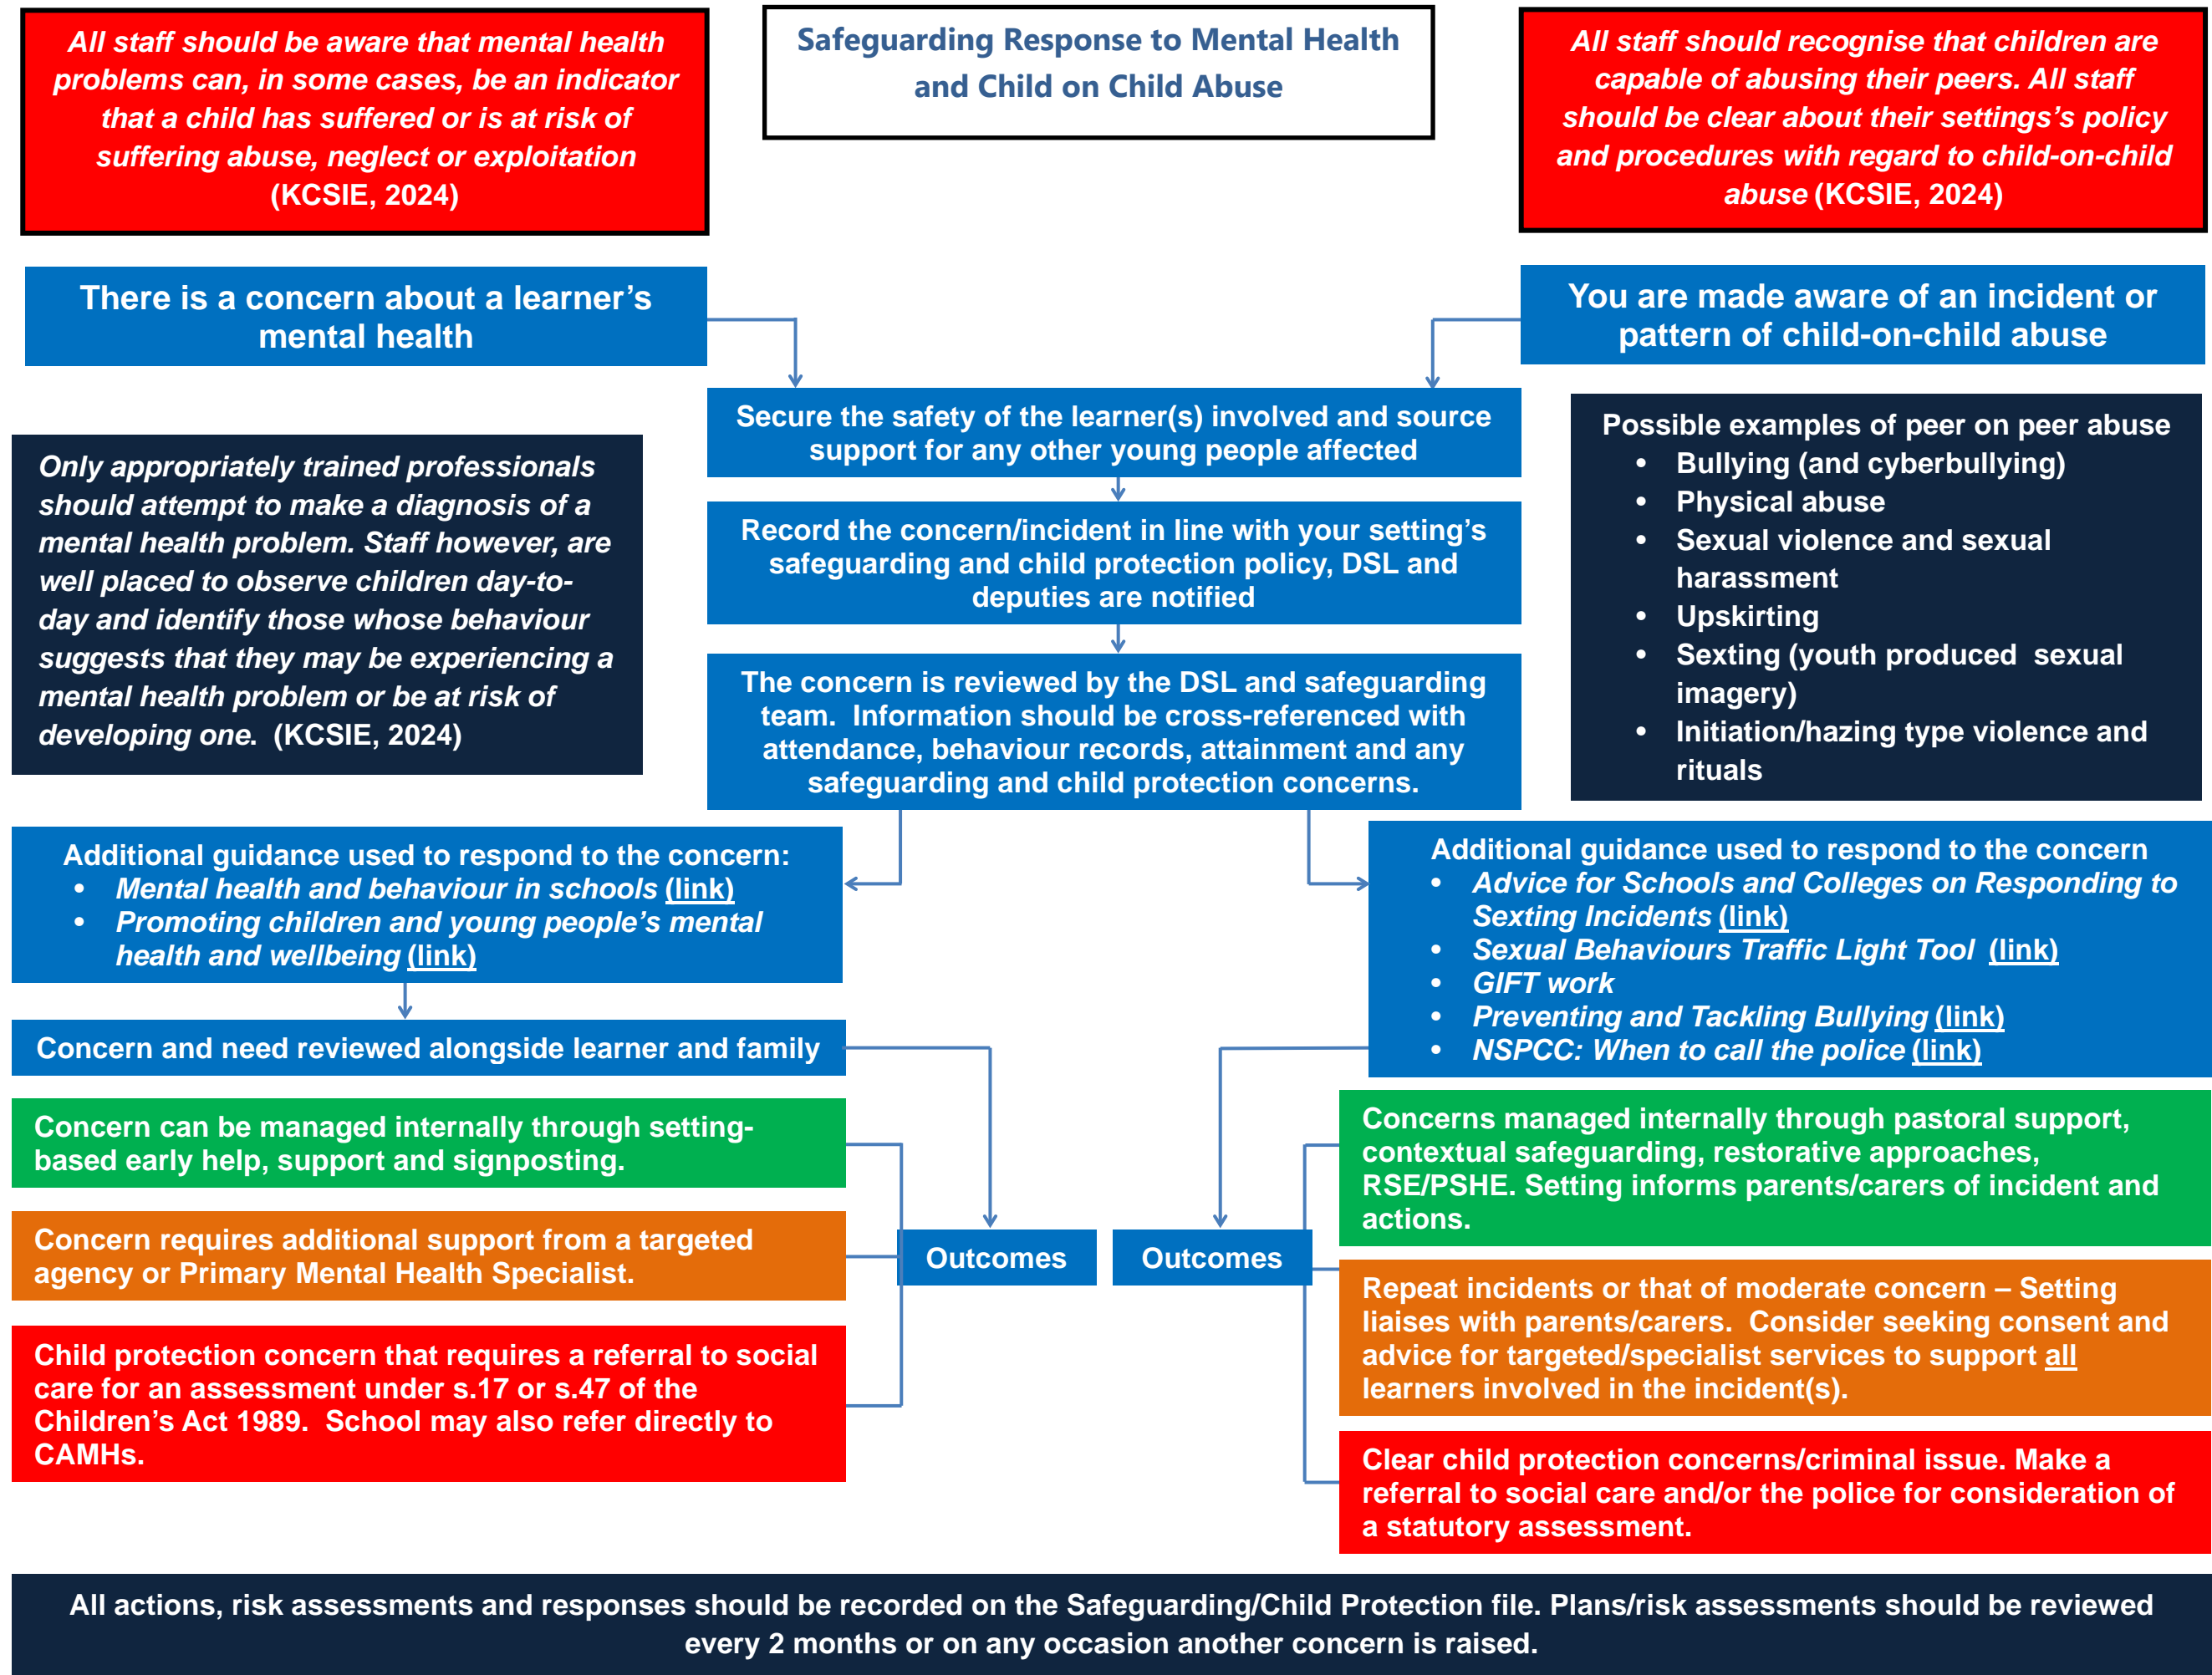 All staff should be aware that mental health
problems can, in some cases, be an indicator
that a child has suffered or is at risk of
suffering abuse, neglect or exploitation
(KCSIE, 2024)
Safeguarding Response to Mental Health
and Child on Child Abuse
All staff should recognise that children are
capable of abusing their peers. All staff
should be clear about their settings's policy
and procedures with regard to child-on-child
abuse (KCSIE, 2024)
There is a concern about a learner's
mental health
You are made aware of an incident or
pattern of child-on-child abuse
Secure the safety of the learner(s) involved and source
support for any other young people affected
Only appropriately trained professionals
should attempt to make a diagnosis of a
mental health problem. Staff however, are
well placed to observe children day-to-
day and identify those whose behaviour
suggests that they may be experiencing a
mental health problem or be at risk of
developing one.  (KCSIE, 2024)
Record the concern/incident in line with your setting's
safeguarding and child protection policy, DSL and
deputies are notified
The concern is reviewed by the DSL and safeguarding
team.  Information should be cross-referenced with
attendance, behaviour records, attainment and any
safeguarding and child protection concerns.
Possible examples of peer on peer abuse
• Bullying (and cyberbullying)
• Physical abuse
• Sexual violence and sexual
harassment
• Upskirting
• Sexting (youth produced  sexual
imagery)
• Initiation/hazing type violence and
rituals
Additional guidance used to respond to the concern:
• Mental health and behaviour in schools (link)
• Promoting children and young people's mental
health and wellbeing (link)
Additional guidance used to respond to the concern
• Advice for Schools and Colleges on Responding to
Sexting Incidents (link)
• Sexual Behaviours Traffic Light Tool  (link)
• GIFT work
• Preventing and Tackling Bullying (link)
• NSPCC: When to call the police (link)
Concern and need reviewed alongside learner and family
Concern can be managed internally through setting-
based early help, support and signposting.
Concern requires additional support from a targeted
agency or Primary Mental Health Specialist.
Child protection concern that requires a referral to social
care for an assessment under s.17 or s.47 of the
Children's Act 1989.  School may also refer directly to
CAMHs.
Outcomes
Outcomes
Concerns managed internally through pastoral support,
contextual safeguarding, restorative approaches,
RSE/PSHE. Setting informs parents/carers of incident and
actions.
Repeat incidents or that of moderate concern – Setting
liaises with parents/carers.  Consider seeking consent and
advice for targeted/specialist services to support all
learners involved in the incident(s).
Clear child protection concerns/criminal issue. Make a
referral to social care and/or the police for consideration of
a statutory assessment.
All actions, risk assessments and responses should be recorded on the Safeguarding/Child Protection file. Plans/risk assessments should be reviewed
every 2 months or on any occasion another concern is raised.